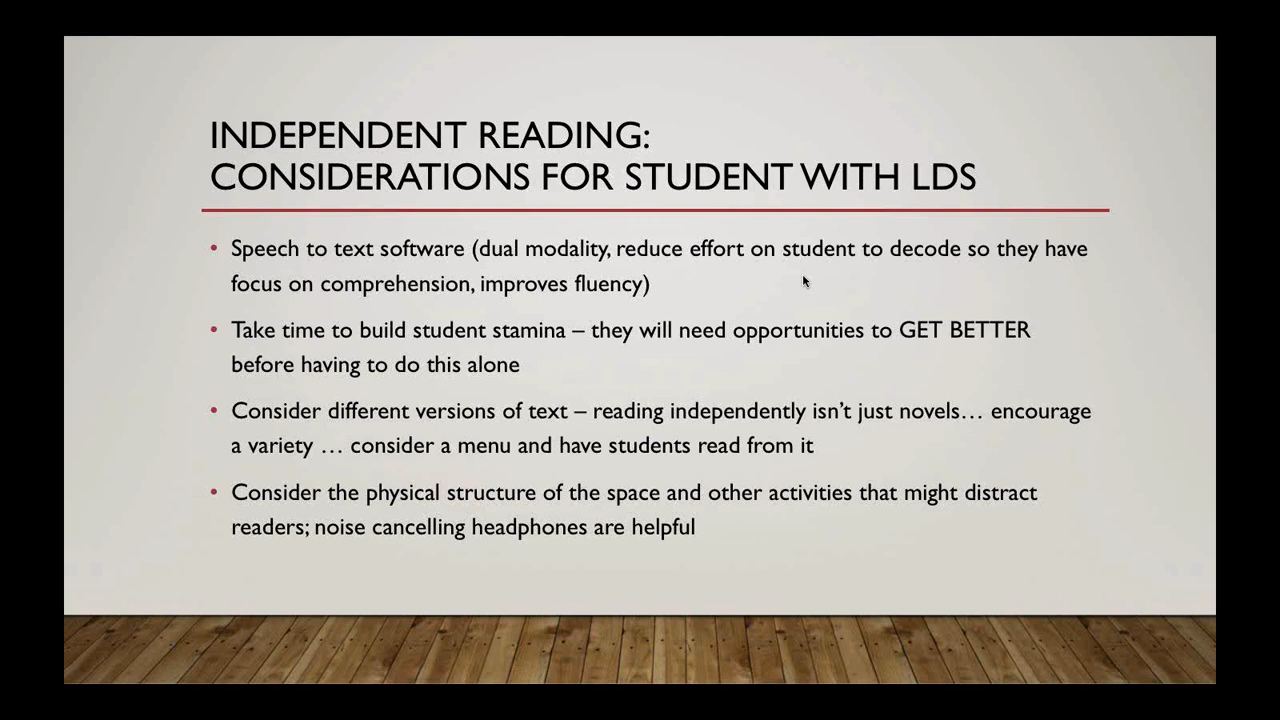 INDEPENDENT READING:
CONSIDERATIONS FOR STUDENT WITH LDS
• Speech to text software (dual modality, reduce effort on student to decode so they have
focus on comprehension, improves fluency)
• Take time to build student stamina – they will need opportunities to GET BETTER
before having to do this alone
• Consider different versions of text – reading independently isn’t just novels… encourage
a variety … consider a menu and have students read from it
• Consider the physical structure of the space and other activities that might distract
readers; noise cancelling headphones are helpful